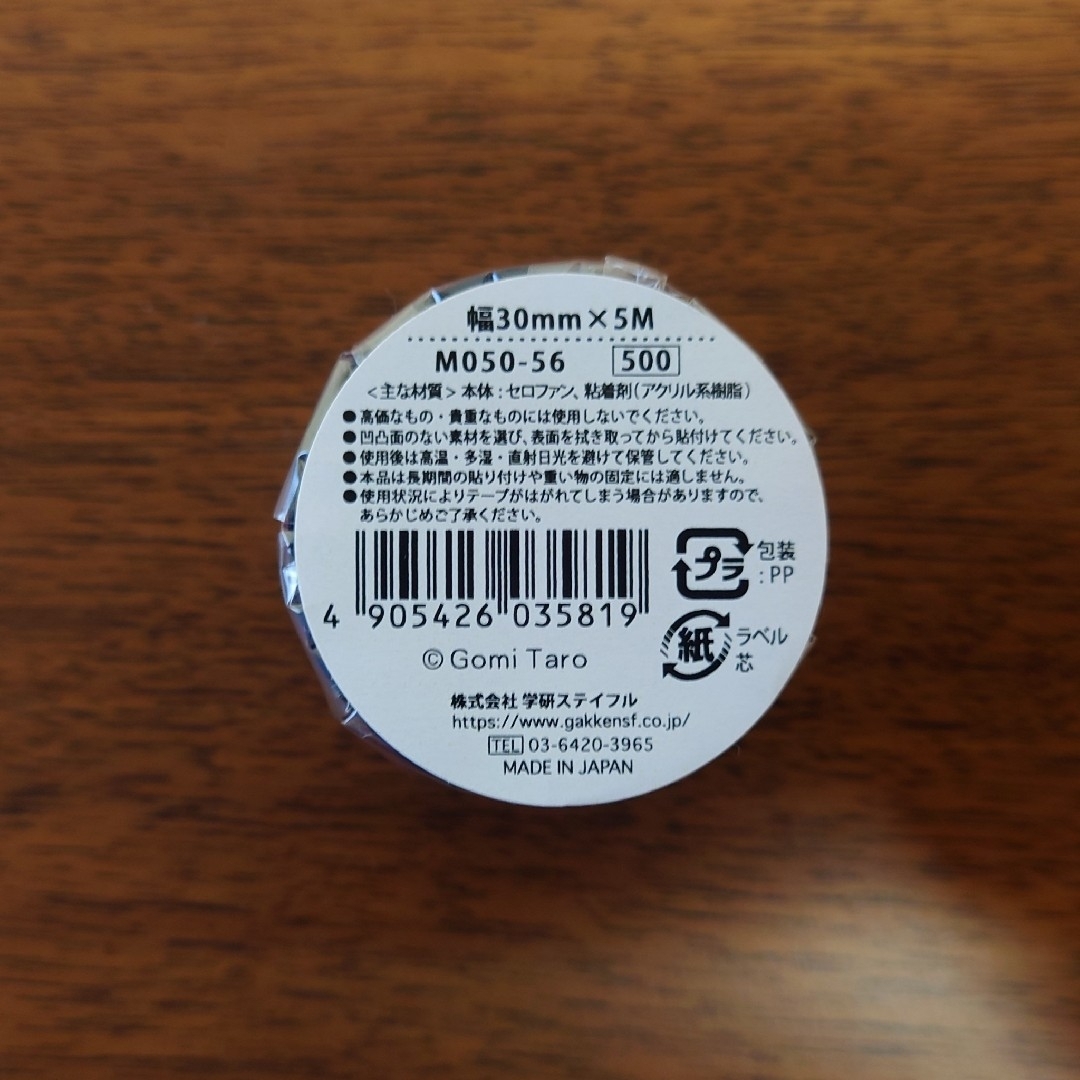 幅30mm×5M
M050-56 500
＜主な材質＞本体：セロファン、粘着剤（アクリル系樹脂）
●高価なもの・貴重なものには使用しないでください。
●凹凸面のない素材を選び、表面を拭き取ってから貼付けてください。
●使用後は高温・多湿・直射日光を避けて保管してください。
●本品は長期間の貼り付けや重い物の固定には適しません。
●使用状況によりテープがはがれてしまう場合がありますので、
あらかじめご了承ください。
プラ 包装
：PP
4 905426 035819
紙 ラベル
芯
©Gomi Taro
株式会社 学研ステイフル
https://www.gakkensf.co.jp/
TEL 03-6420-3965
MADE IN JAPAN